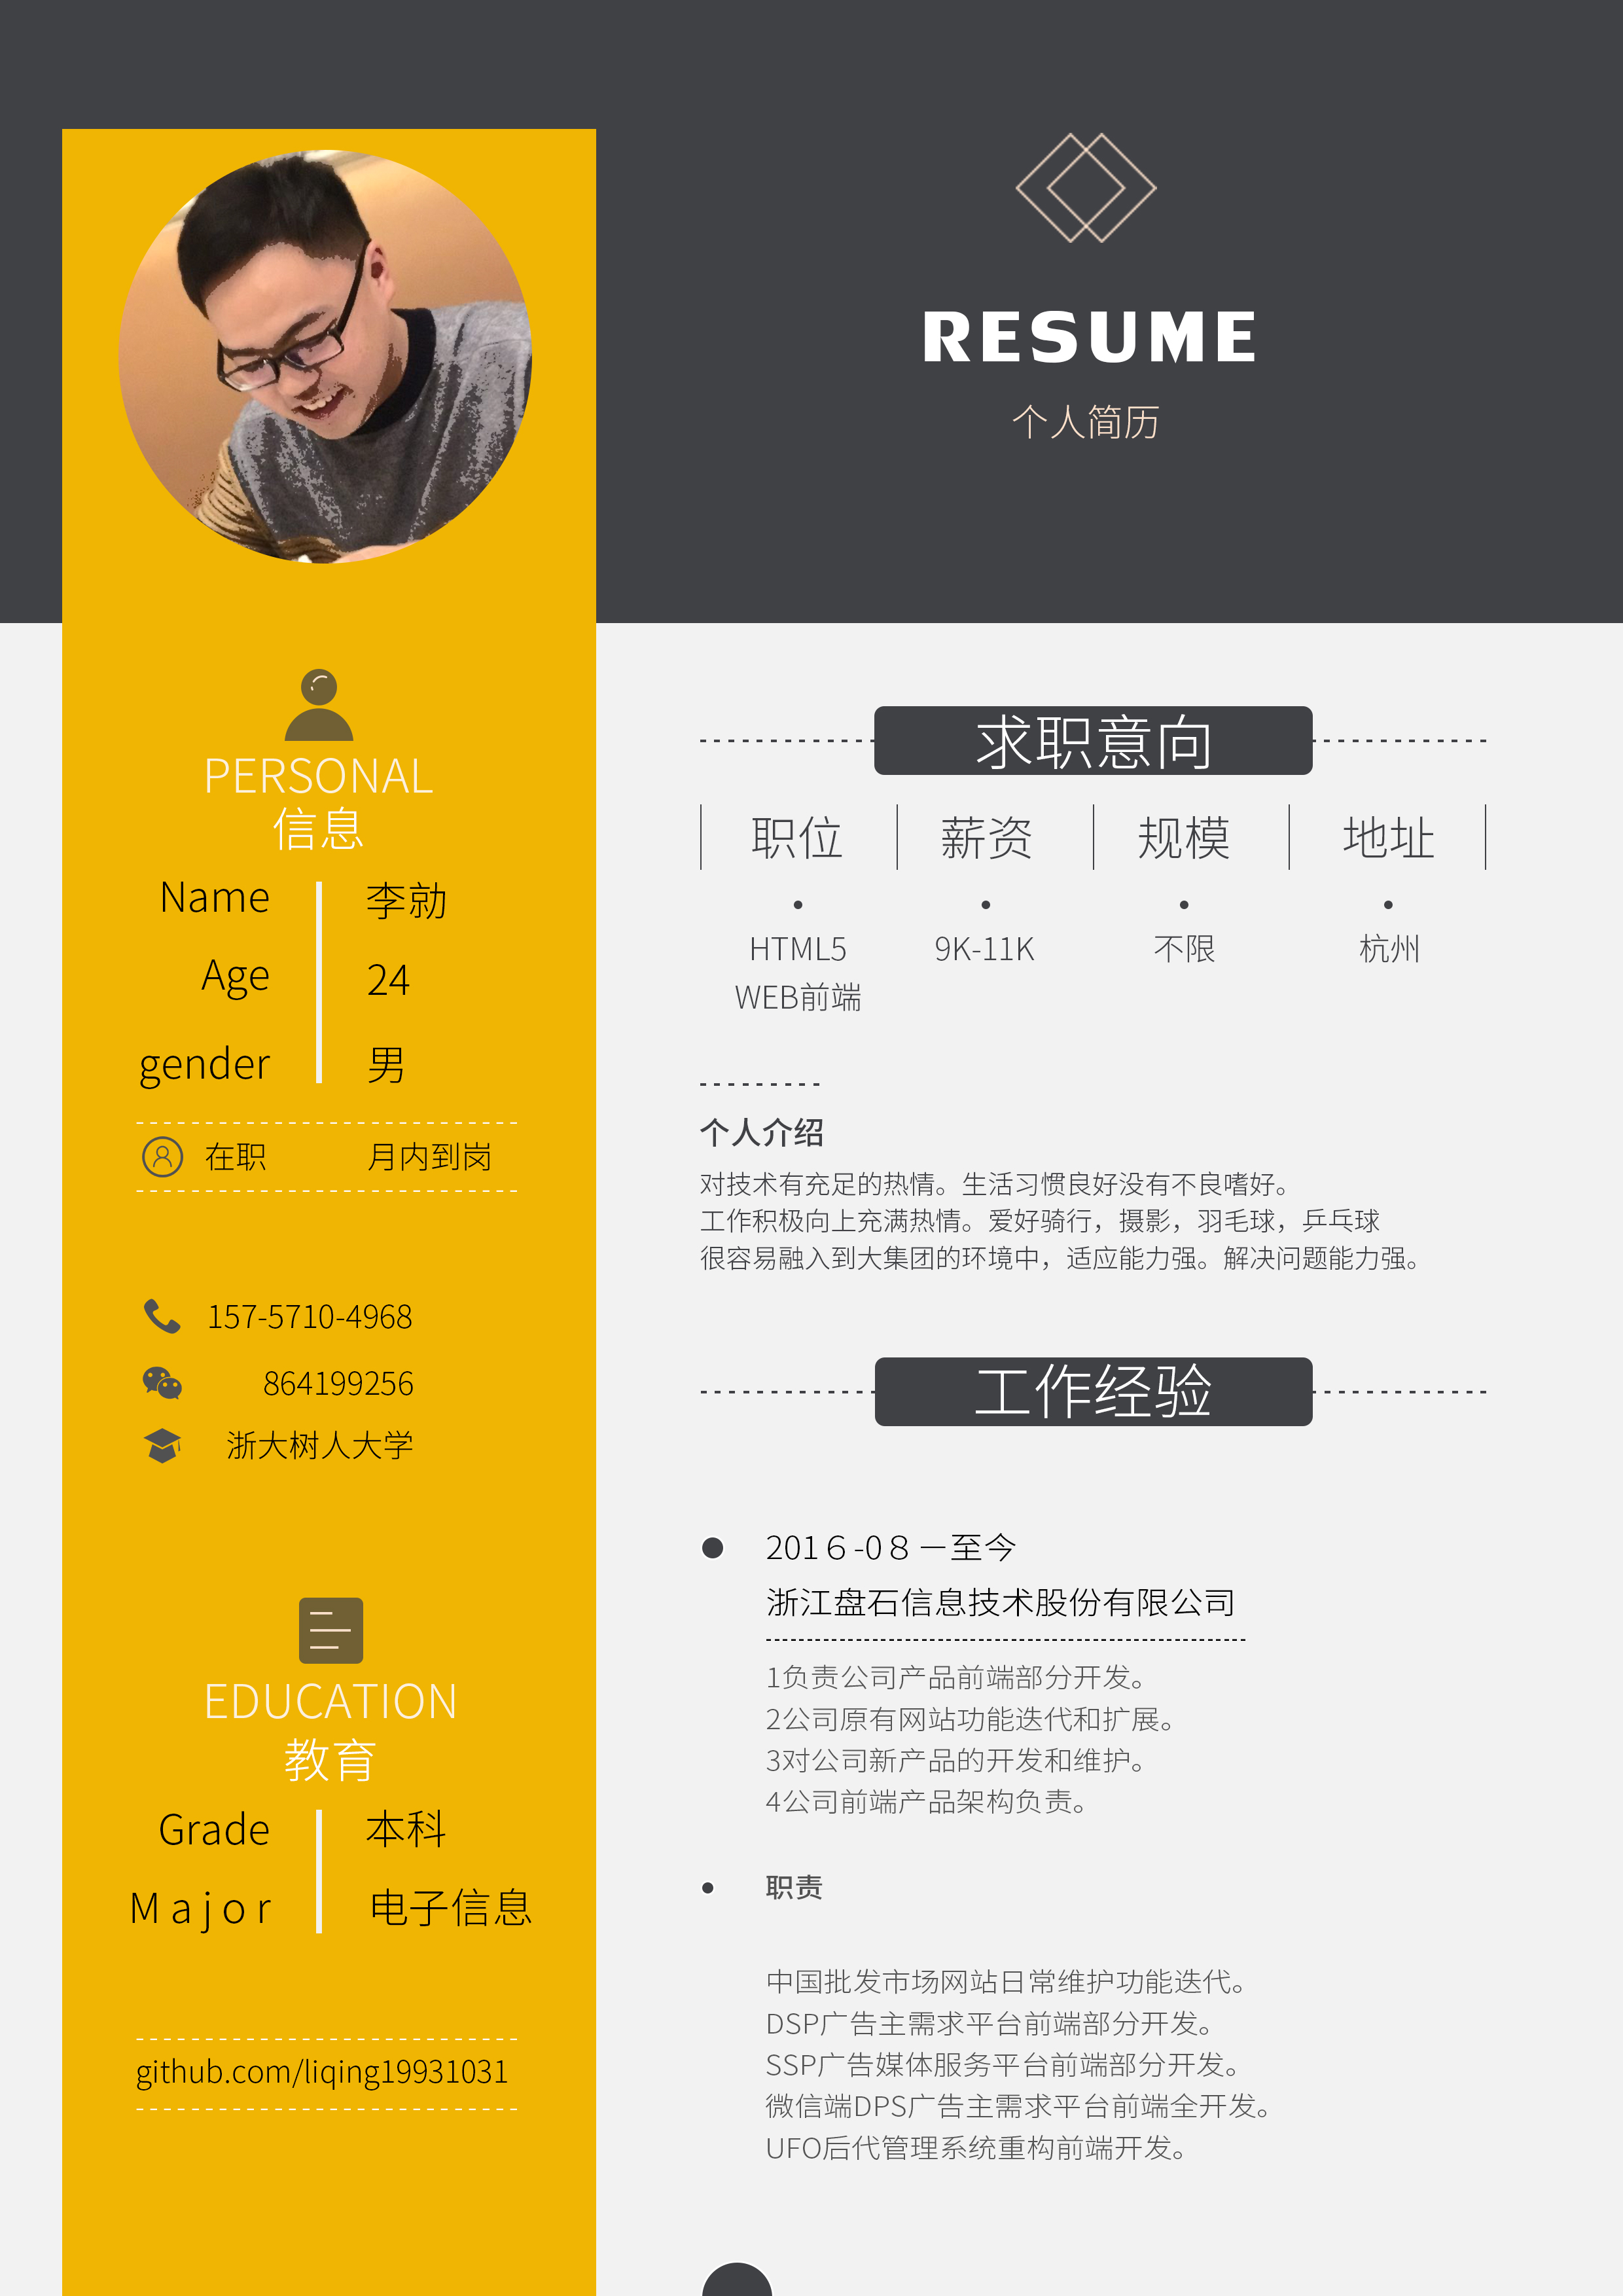 RESUME
个人简历
PERSONAL
信息
Name 李勍
Age 24
gender 男
在职 月内到岗
157-5710-4968
864199256
浙大树人大学
EDUCATION
教育
Grade 本科
Major 电子信息
github.com/liqing19931031
求职意向
职位 薪资 规模 地址
HTML5 9K-11K 不限 杭州
WEB前端
个人介绍
对技术有充足的热情。生活习惯良好没有不良嗜好。
工作积极向上充满热情。爱好骑行，摄影，羽毛球，乒乓球
很容易融入到大集团的环境中，适应能力强。解决问题能力强。
工作经验
2016-08－至今
浙江盘石信息技术股份有限公司
1负责公司产品前端部分开发。
2公司原有网站功能迭代和扩展。
3对公司新产品的开发和维护。
4公司前端产品架构负责。
职责
中国批发市场网站日常维护功能迭代。
DSP广告主需求平台前端部分开发。
SSP广告媒体服务平台前端部分开发。
微信端DPS广告主需求平台前端全开发。
UFO后代管理系统重构前端开发。